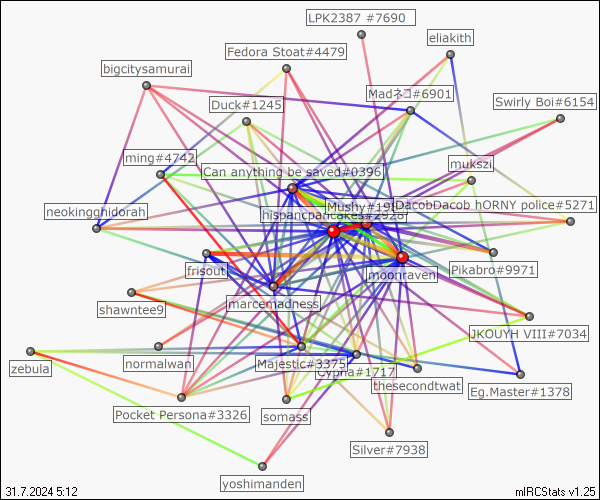 LPK2387 #7690
eliakith
Fedora Stoat#4479
bigcitysamurai
Madネコ#6901
Swirly Boi#6154
Duck#1245
ming#4742
mukszi
Can anything be saved#0396
DacobDacob hORNY police#5271
neokingghidorah
hispancpancakes#2928
Pikabro#9971
frisout
moonraven
marcemadness
shawntee9
JKOUYH VIII#7034
zebula
normalwan
Majestic#3375
Cypha#1717
thesecondtwat
Eg.Master#1378
Pocket Persona#3326
somass
Silver#7938
yoshimanden
31.7.2024 5:12
mIRCStats v1.25